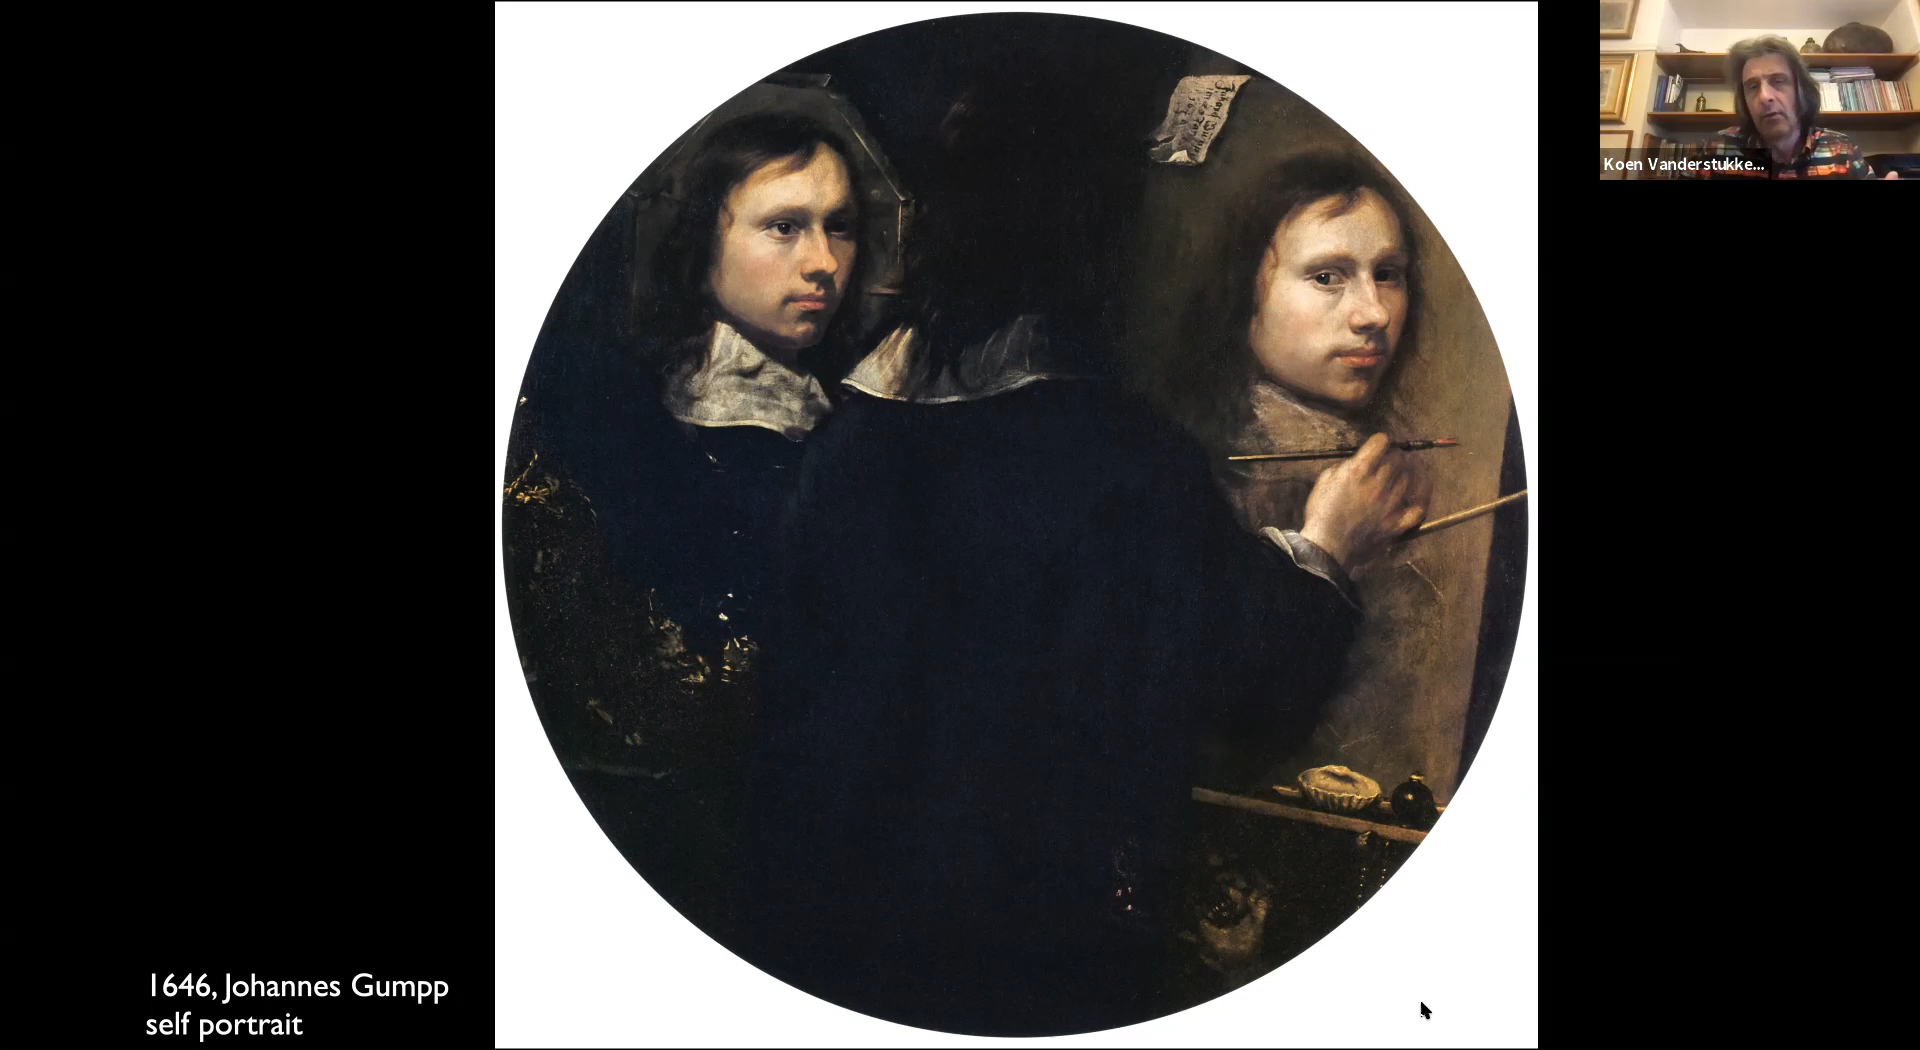 Koen Vanderstukke...
1646, Johannes Gumpp
self portrait